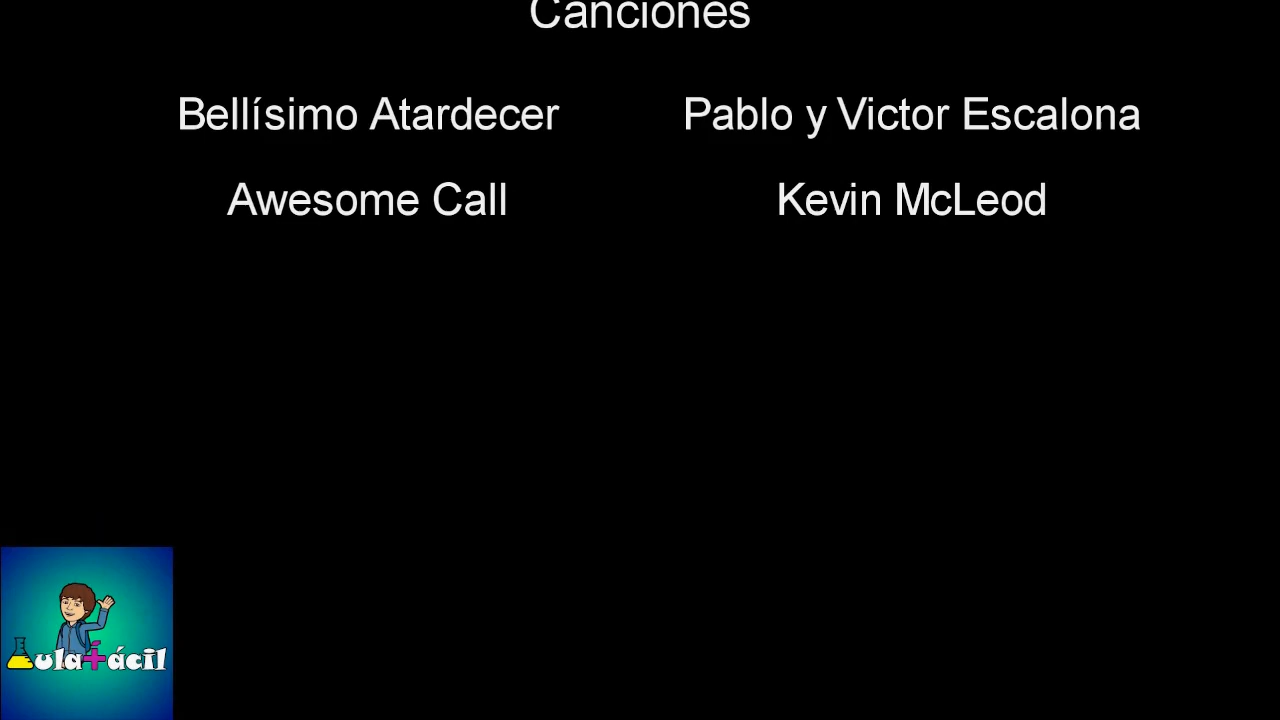 Canciones
Bellísimo Atardecer Pablo y Victor Escalona
Awesome Call Kevin McLeod
Aula+Fácil